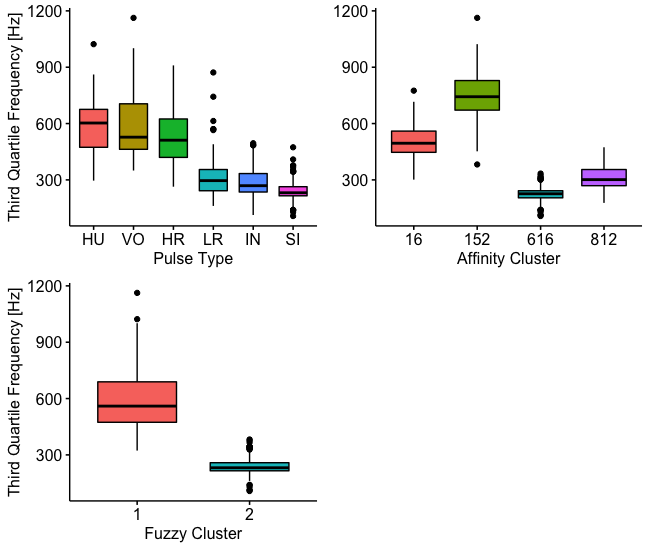 Third Quartile Frequency [Hz]
1200
900
600
300
HU VO HR LR IN SI
Pulse Type
1200
900
600
300
16 152 616 812
Affinity Cluster
Third Quartile Frequency [Hz]
1200
900
600
300
1 2
Fuzzy Cluster